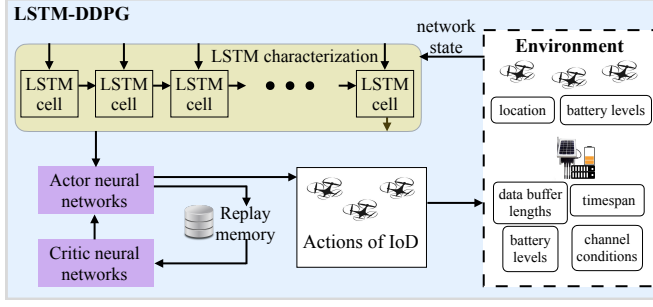 LSTM-DDPG
network
state
LSTM characterization
LSTM
cell
LSTM
cell
LSTM
cell
LSTM
cell
Environment
location
battery levels
data buffer
lengths
timespan
battery
levels
channel
conditions
Actor neural
networks
Replay
memory
Critic neural
networks
Actions of IoD